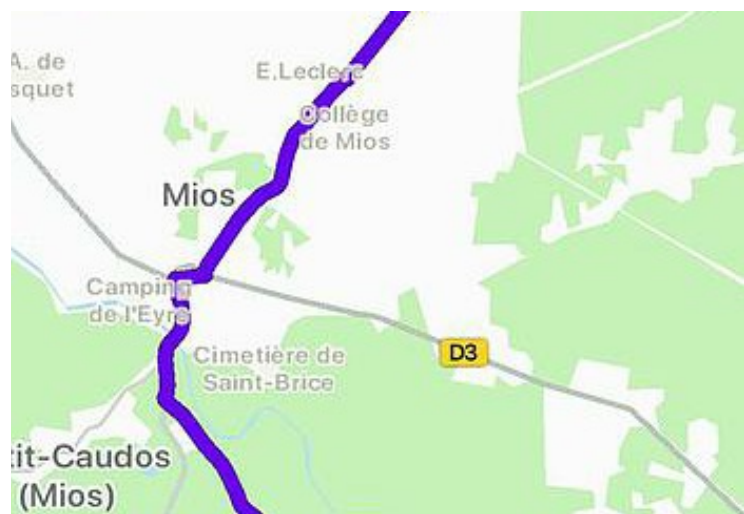 A. de
squet
E.Leclerc
Collège
de Mios
Mios
Camping
de l'Eyre
D3
Cimetière de
Saint-Brice
tit-Caudos
(Mios)